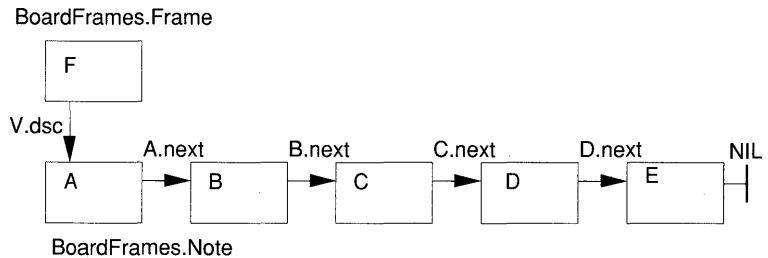 BoardFrames.Frame
F
V.dsc
A.next B.next C.next D.next NIL
A B C D E
BoardFrames.Note